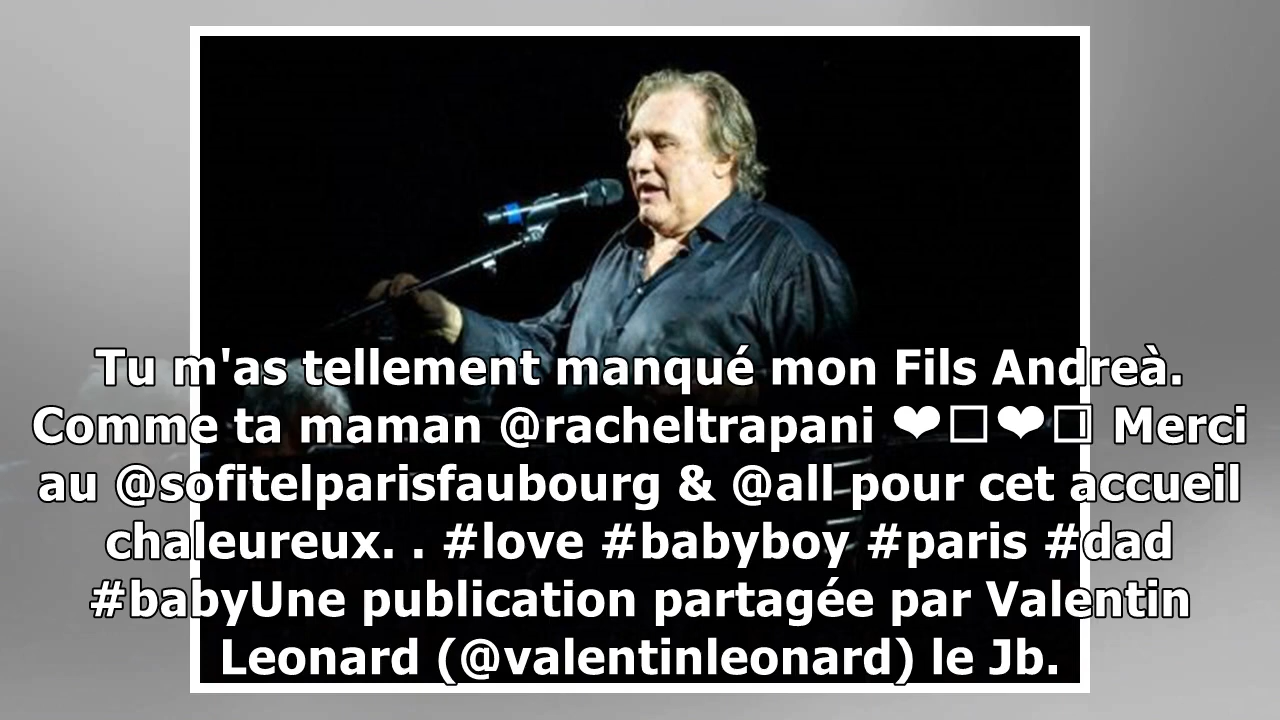 Tu m'as tellement manqué mon Fils Andreà.
Comme ta maman @racheltrapani ❤□❤□ Merci
au @sofitelparisfaubourg & @all pour cet accueil
chaleureux. . #love #babyboy #paris #dad
#babyUne publication partagée par Valentin
Leonard (@valentinleonard) le Jb.